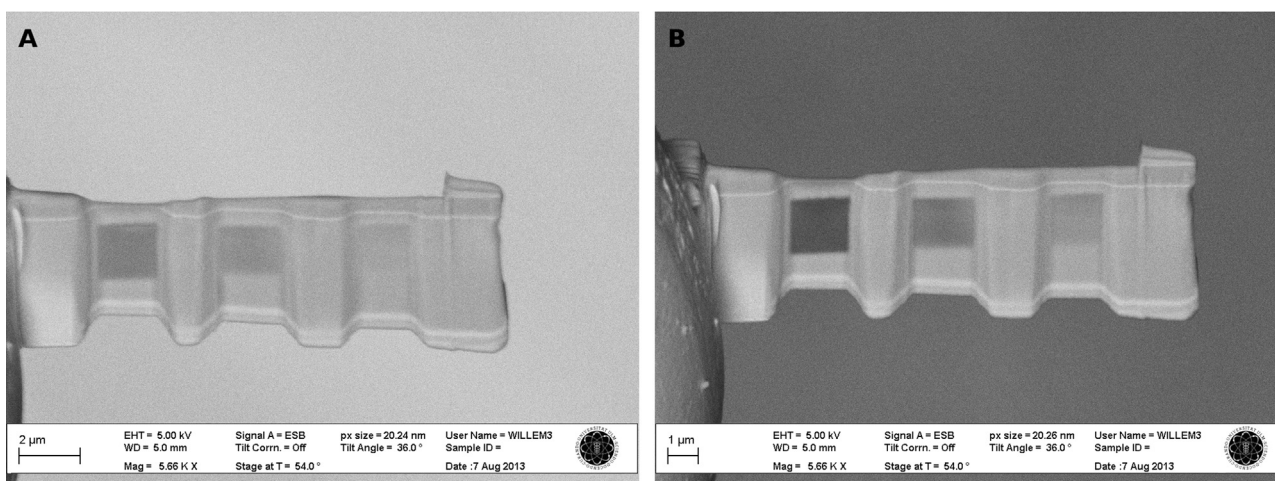 A
2 µm
EHT = 5.00 kV Signal A = ESB px size = 20.24 nm User Name = WILLEM3
WD = 5.0 mm Tilt Corrn. = Off Tilt Angle = 36.0 ° Sample ID =
Mag = 5.66 K X Stage at T = 54.0 ° Date :7 Aug 2013
B
1 µm
EHT = 5.00 kV Signal A = ESB px size = 20.26 nm User Name = WILLEM3
WD = 5.0 mm Tilt Corrn. = Off Tilt Angle = 36.0 ° Sample ID =
Mag = 5.66 K X Stage at T = 54.0 ° Date :7 Aug 2013